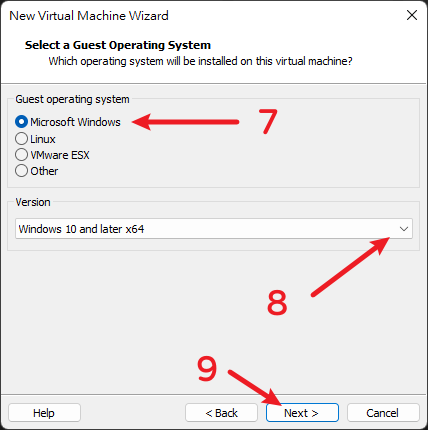 New Virtual Machine Wizard
Select a Guest Operating System
Which operating system will be installed on this virtual machine?
Guest operating system
Microsoft Windows
7
Linux
VMware ESX
Other
Version
Windows 10 and later x64
8
9
Help
< Back
Next >
Cancel